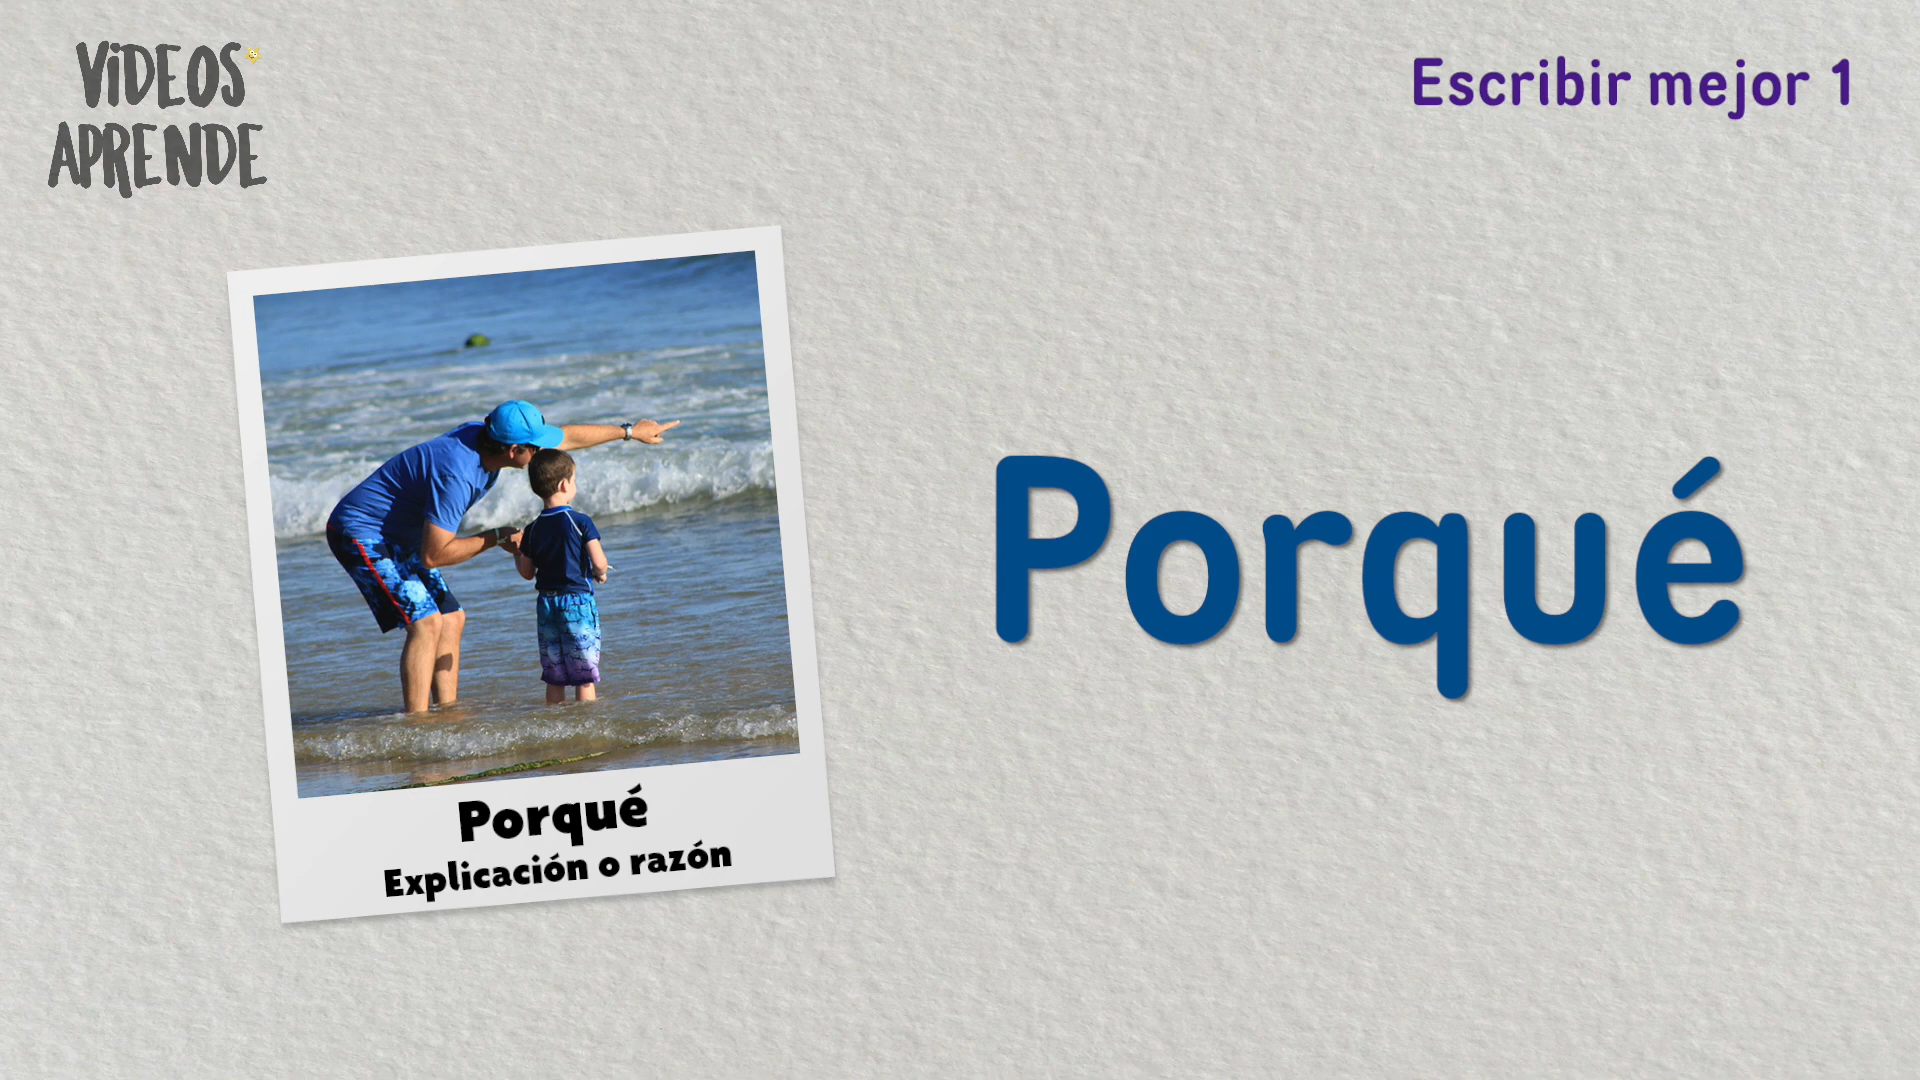 ViDEOS
APRENDE
Escribir mejor 1
Porqué
Explicación o razón
Porqué